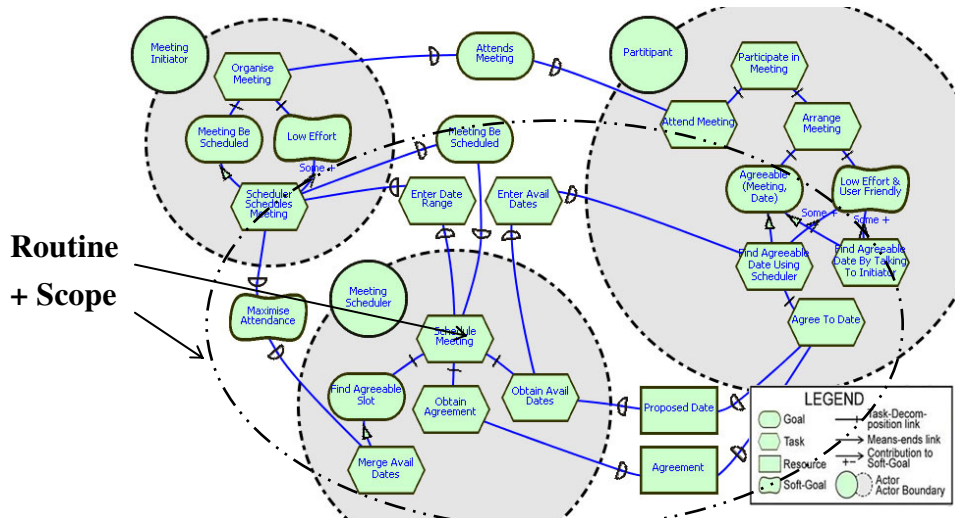 Meeting
Initiator
Organise
Meeting
Meeting Be
Scheduled
Low Effort
Some +
Scheduler
Schedules
Meeting
Attends
Meeting
Meeting Be
Scheduled
Enter Date
Range
Enter Avail
Dates
Partitipant
Participate in
Meeting
Attend Meeting
Arrange
Meeting
Agreeable
(Meeting,
Date)
Low Effort &
User Friendly
Some +
Some +
Find Agreeable
Date Using
Scheduler
Find Agreeable
Date By Talking
To Initiator
Agree To Date
Routine
+ Scope
Maximise
Attendance
Meeting
Scheduler
Schedule
Meeting
Find Agreeable
Slot
Obtain
Agreement
Obtain Avail
Dates
Merge Avail
Dates
Proposed Date
Agreement
LEGEND
Goal
Task
Resource
Soft-Goal
Task-Decom-
position link
Means-ends link
Contribution to
Soft-Goal
+ -
Actor
Actor Boundary